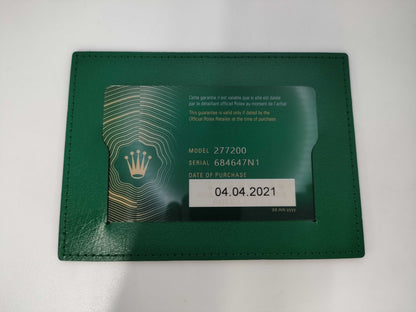 Cette garantie n'est valable que si elle est datée
par le détaillant officiel Rolex au moment de l'achat
This guarantee is valid only if dated by the
Official Rolex Retailer at the time of purchase
MODEL 277200
SERIAL 684647N1
DATE OF PURCHASE
04.04.2021